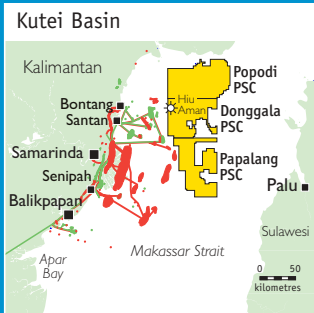 Kutei Basin
Kalimantan
Popodi
PSC
Hiu
Aman
Bontang
Santan
Donggala
PSC
Samarinda
Papalang
PSC
Senipah
Palu
Balikpapan
Sulawesi
Makassar Strait
Apar
Bay
0 50
kilometres